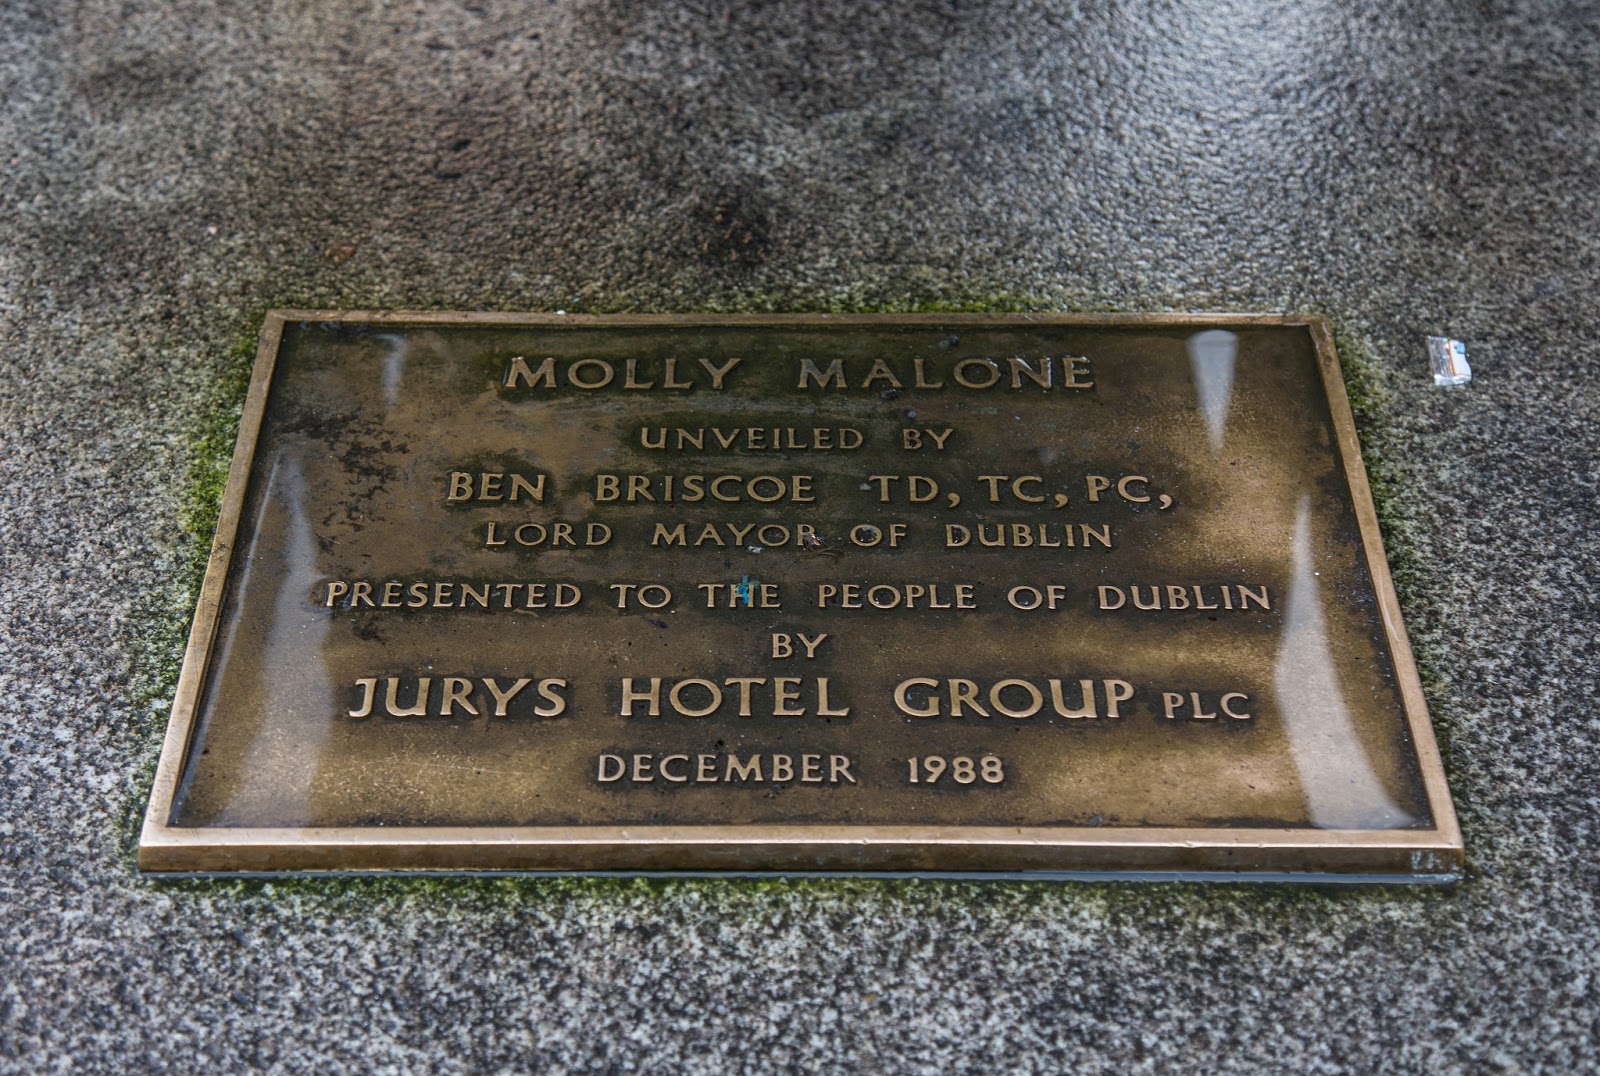 MOLLY MALONE
UNVEILED BY
BEN BRISCOE TD, TC, PC,
LORD MAYOR OF DUBLIN
PRESENTED TO THE PEOPLE OF DUBLIN
BY
JURYS HOTEL GROUP PLC
DECEMBER 1988